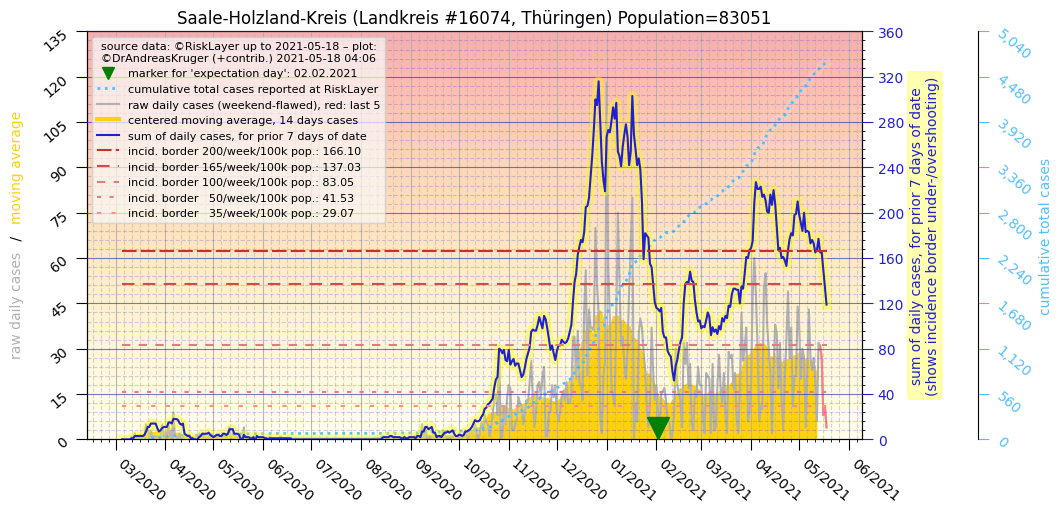 Saale-Holzland-Kreis (Landkreis #16074, Thüringen) Population=83051
source data: ©RiskLayer up to 2021-05-18 – plot:
©DrAndreasKruger (+contrib.) 2021-05-18 04:06
marker for 'expectation day': 02.02.2021
cumulative total cases reported at RiskLayer
raw daily cases (weekend-flawed), red: last 5
centered moving average, 14 days cases
sum of daily cases, for prior 7 days of date
incid. border 200/week/100k pop.: 166.10
incid. border 165/week/100k pop.: 137.03
incid. border 100/week/100k pop.: 83.05
incid. border 50/week/100k pop.: 41.53
incid. border 35/week/100k pop.: 29.07
raw daily cases / moving average
135
120
105
90
75
60
45
30
15
0
03/2020
04/2020
05/2020
06/2020
07/2020
08/2020
09/2020
10/2020
11/2020
12/2020
01/2021
02/2021
03/2021
04/2021
05/2021
06/2021
360
320
280
240
200
160
120
80
40
0
sum of daily cases, for prior 7 days of date
(shows incidence border under-/overshooting)
5,040
4,480
3,920
3,360
2,800
2,240
1,680
1,120
560
0
cumulative total cases